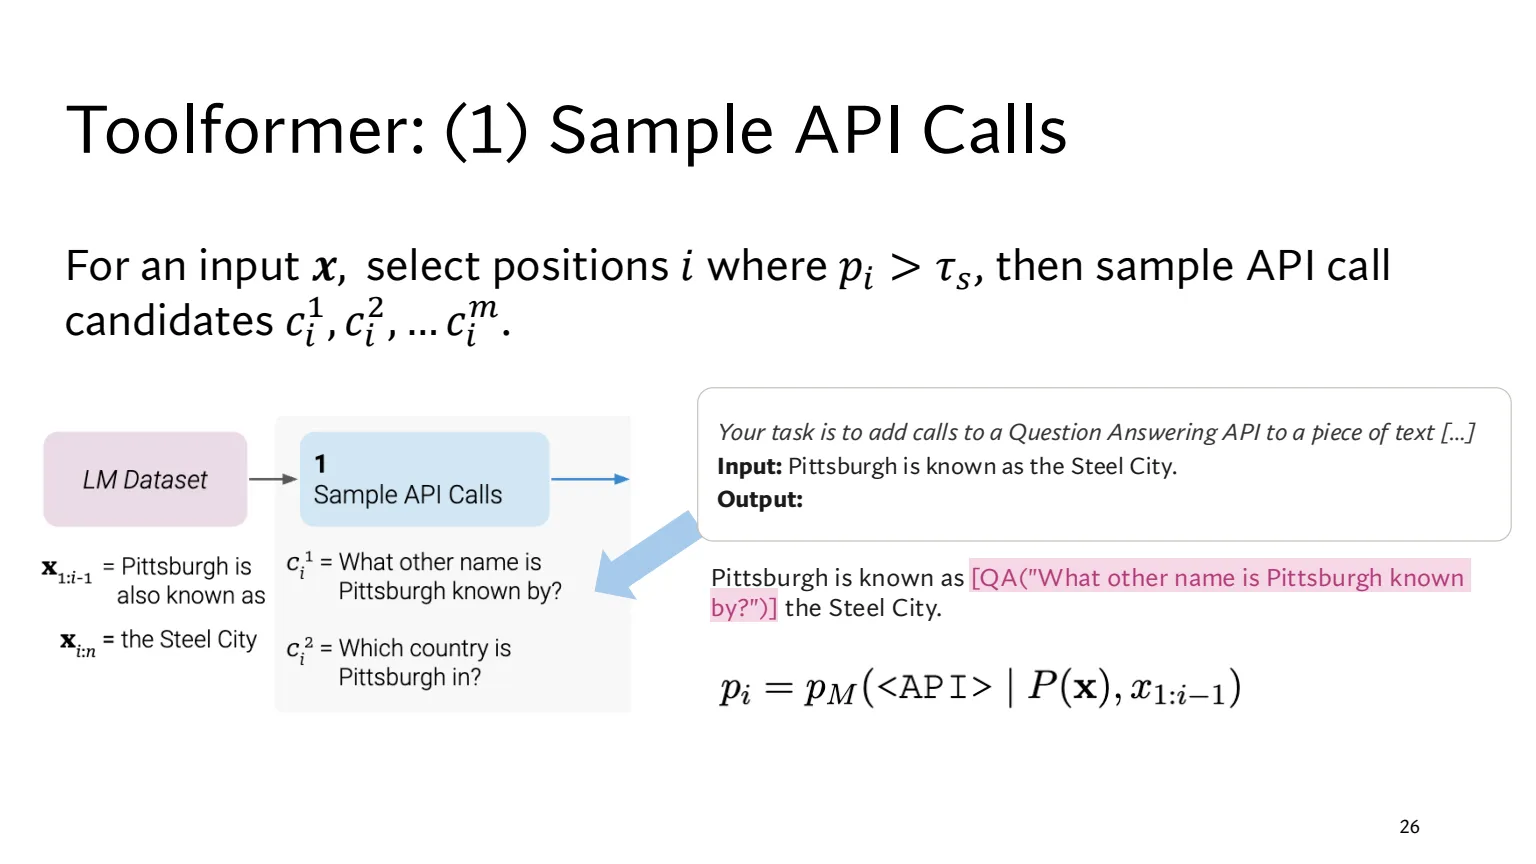 Toolformer: (1) Sample API Calls
For an input x, select positions i where p_i > τ_s, then sample API call
candidates c_i^1, c_i^2, … c_i^m.
LM Dataset
1
Sample API Calls
x_{1:i-1} = Pittsburgh is
also known as
x_{i:n} = the Steel City
c_i^1 = What other name is
Pittsburgh known by?
c_i^2 = Which country is
Pittsburgh in?
Your task is to add calls to a Question Answering API to a piece of text [...]
Input: Pittsburgh is known as the Steel City.
Output:
Pittsburgh is known as [QA("What other name is Pittsburgh known
by?")] the Steel City.
p_i = p_M(<API> | P(x), x_{1:i−1})
26